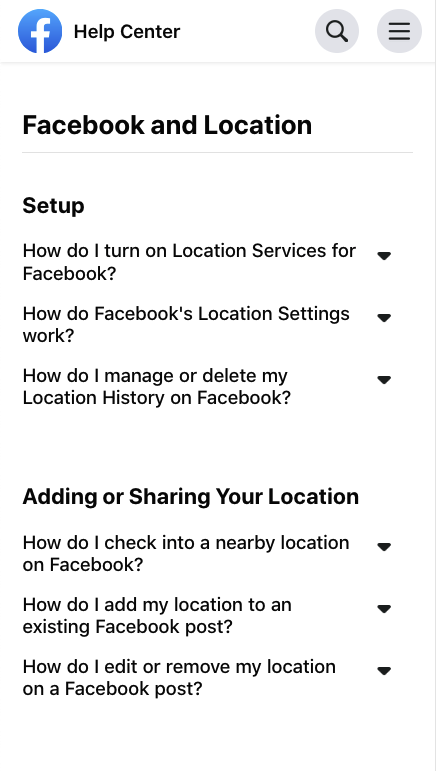 Help Center
Facebook and Location
Setup
How do I turn on Location Services for
Facebook?
How do Facebook's Location Settings
work?
How do I manage or delete my
Location History on Facebook?
Adding or Sharing Your Location
How do I check into a nearby location
on Facebook?
How do I add my location to an
existing Facebook post?
How do I edit or remove my location
on a Facebook post?